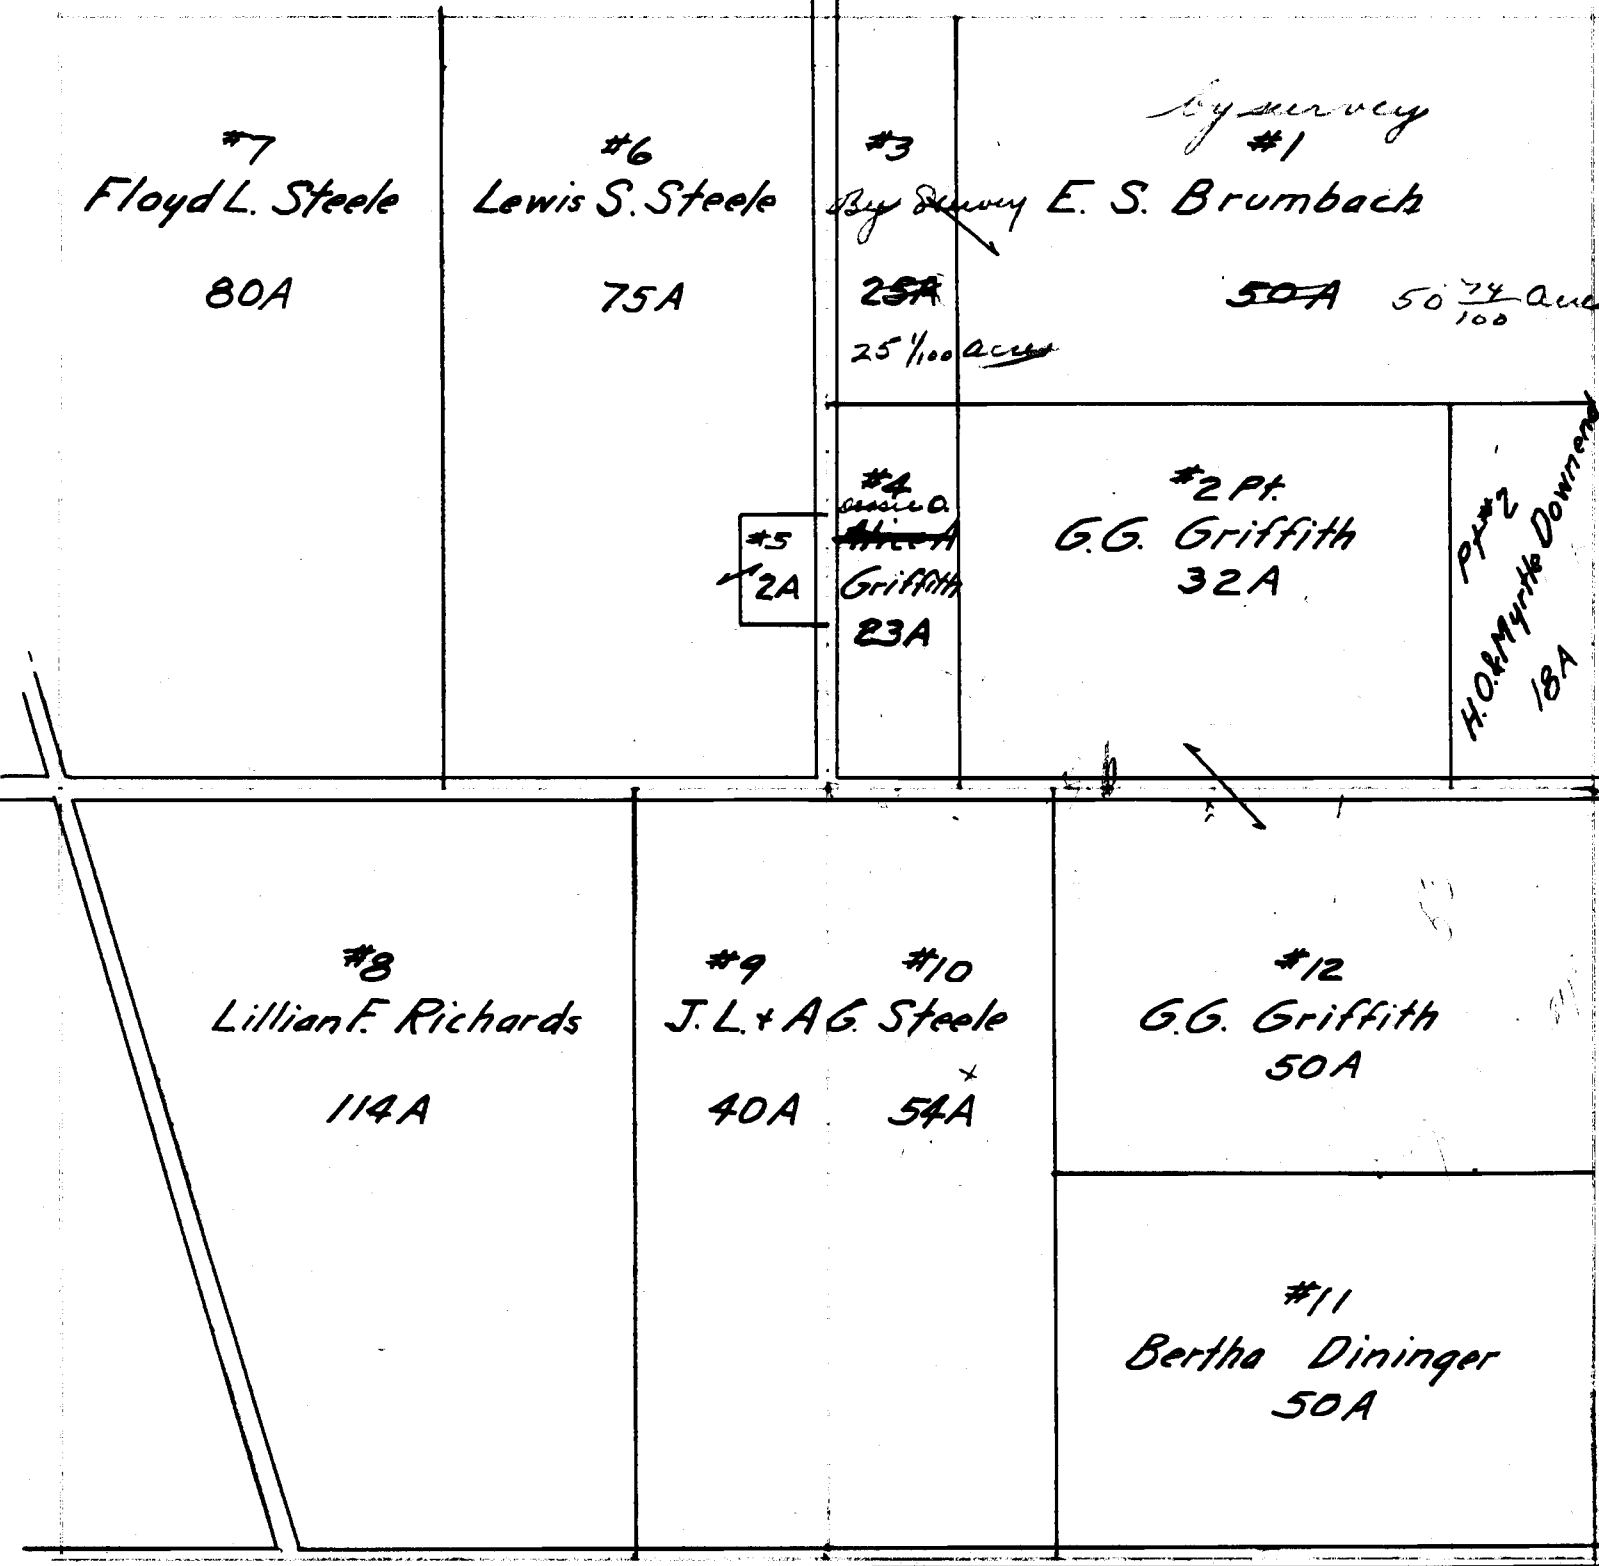 #7
Floyd L. Steele
80A
#6
Lewis S. Steele
75A
#3
By Survey
25A
25 1/100 acres
by survey
#1
E. S. Brumbach
50A
50 74/100
#4
Alice A
Griffith
23A
#5
2A
#2 Pt.
G.G. Griffith
32A
Pt #2
H.O. & Myrtle Downend
18A
#8
Lillian F. Richards
114A
#9 #10
J. L. + A G. Steele
x
40A 54A
#12
G.G. Griffith
50A
#11
Bertha Dininger
50A